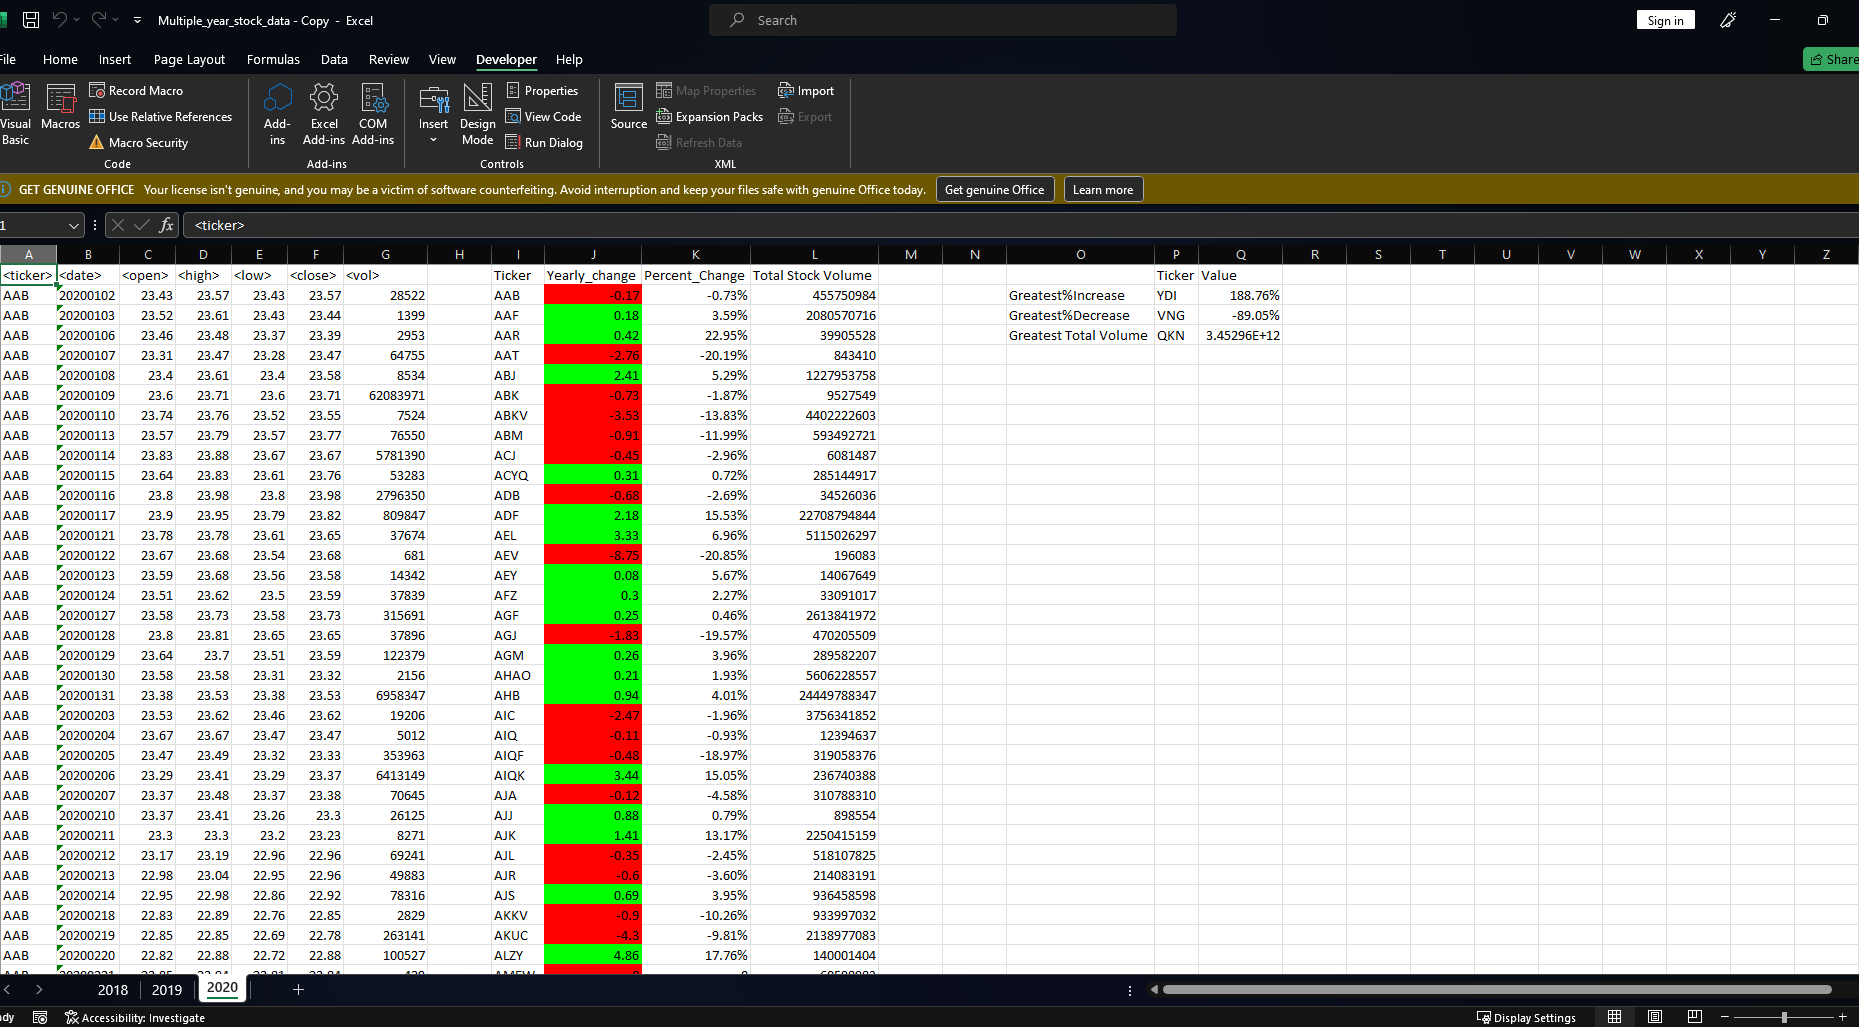 Multiple_year_stock_data - Copy - Excel
Search
Sign in
File Home Insert Page Layout Formulas Data Review View Developer Help
Share
Visual Basic
Macros
Record Macro
Use Relative References
Macro Security
Code
Add-ins
Excel Add-ins
COM Add-ins
Add-ins
Insert
Design Mode
Properties
View Code
Run Dialog
Controls
Source
Map Properties
Expansion Packs
Refresh Data
Import
Export
XML
GET GENUINE OFFICE Your license isn't genuine, and you may be a victim of software counterfeiting. Avoid interruption and keep your files safe with genuine Office today. Get genuine Office Learn more
1 fx <ticker>
A B C D E F G H I J K L M N O P Q R S T U V W X Y Z
<ticker> <date> <open> <high> <low> <close> <vol> Ticker Yearly_change Percent_Change Total Stock Volume Ticker Value
AAB 20200102 23.43 23.57 23.43 23.57 28522 AAB -0.17 -0.73% 455750984 Greatest%Increase YDI 188.76%
AAB 20200103 23.52 23.61 23.43 23.44 1399 AAF 0.18 3.59% 2080570716 Greatest%Decrease VNG -89.05%
AAB 20200106 23.46 23.48 23.37 23.39 2953 AAR 0.42 22.95% 39905528 Greatest Total Volume QKN 3.45296E+12
AAB 20200107 23.31 23.47 23.28 23.47 64755 AAT -2.76 -20.19% 843410
AAB 20200108 23.4 23.61 23.4 23.58 8534 ABJ 2.41 5.29% 1227953758
AAB 20200109 23.6 23.71 23.6 23.71 62083971 ABK -0.73 -1.87% 9527549
AAB 20200110 23.74 23.76 23.52 23.55 7524 ABKV -3.53 -13.83% 4402222603
AAB 20200113 23.57 23.79 23.57 23.77 76550 ABM -0.91 -11.99% 593492721
AAB 20200114 23.83 23.88 23.67 23.67 5781390 ACJ -0.45 -2.96% 6081487
AAB 20200115 23.64 23.83 23.61 23.76 53283 ACYQ 0.31 0.72% 285144917
AAB 20200116 23.8 23.98 23.8 23.98 2796350 ADB -0.68 -2.69% 34526036
AAB 20200117 23.9 23.95 23.79 23.82 809847 ADF 2.18 15.53% 22708794844
AAB 20200121 23.78 23.78 23.61 23.65 37674 AEL 3.33 6.96% 5115026297
AAB 20200122 23.67 23.68 23.54 23.68 681 AEV -8.75 -20.85% 196083
AAB 20200123 23.59 23.68 23.56 23.58 14342 AEY 0.08 5.67% 14067649
AAB 20200124 23.51 23.62 23.5 23.59 37839 AFZ 0.3 2.27% 33091017
AAB 20200127 23.58 23.73 23.58 23.73 315691 AGF 0.25 0.46% 2613841972
AAB 20200128 23.8 23.81 23.65 23.65 37896 AGJ -1.83 -19.57% 470205509
AAB 20200129 23.64 23.7 23.51 23.59 122379 AGM 0.26 3.96% 289582207
AAB 20200130 23.58 23.58 23.31 23.32 2156 AHAO 0.21 1.93% 5606228557
AAB 20200131 23.38 23.53 23.38 23.53 6958347 AHB 0.94 4.01% 24449788347
AAB 20200203 23.53 23.62 23.46 23.62 19206 AIC -2.47 -1.96% 3756341852
AAB 20200204 23.67 23.67 23.47 23.47 5012 AIQ -0.11 -0.93% 12394637
AAB 20200205 23.47 23.49 23.32 23.33 353963 AIQF -0.48 -18.97% 319058376
AAB 20200206 23.29 23.41 23.29 23.37 6413149 AIQK 3.44 15.05% 236740388
AAB 20200207 23.37 23.48 23.37 23.38 70645 AJA -0.12 -4.58% 310788310
AAB 20200210 23.37 23.41 23.26 23.3 26125 AJJ 0.88 0.79% 898554
AAB 20200211 23.3 23.3 23.2 23.23 8271 AJK 1.41 13.17% 2250415159
AAB 20200212 23.17 23.19 22.96 22.96 69241 AJL -0.35 -2.45% 518107825
AAB 20200213 22.98 23.04 22.95 22.96 49883 AJR -0.6 -3.60% 214083191
AAB 20200214 22.95 22.98 22.86 22.92 78316 AJS 0.69 3.95% 936458598
AAB 20200218 22.83 22.89 22.76 22.85 2829 AKKV -0.9 -10.26% 933997032
AAB 20200219 22.85 22.85 22.69 22.78 263141 AKUC -4.3 -9.81% 2138977083
AAB 20200220 22.82 22.88 22.72 22.88 100527 ALZY 4.86 17.76% 140001404
2018 2019 2020
Accessibility: Investigate Display Settings